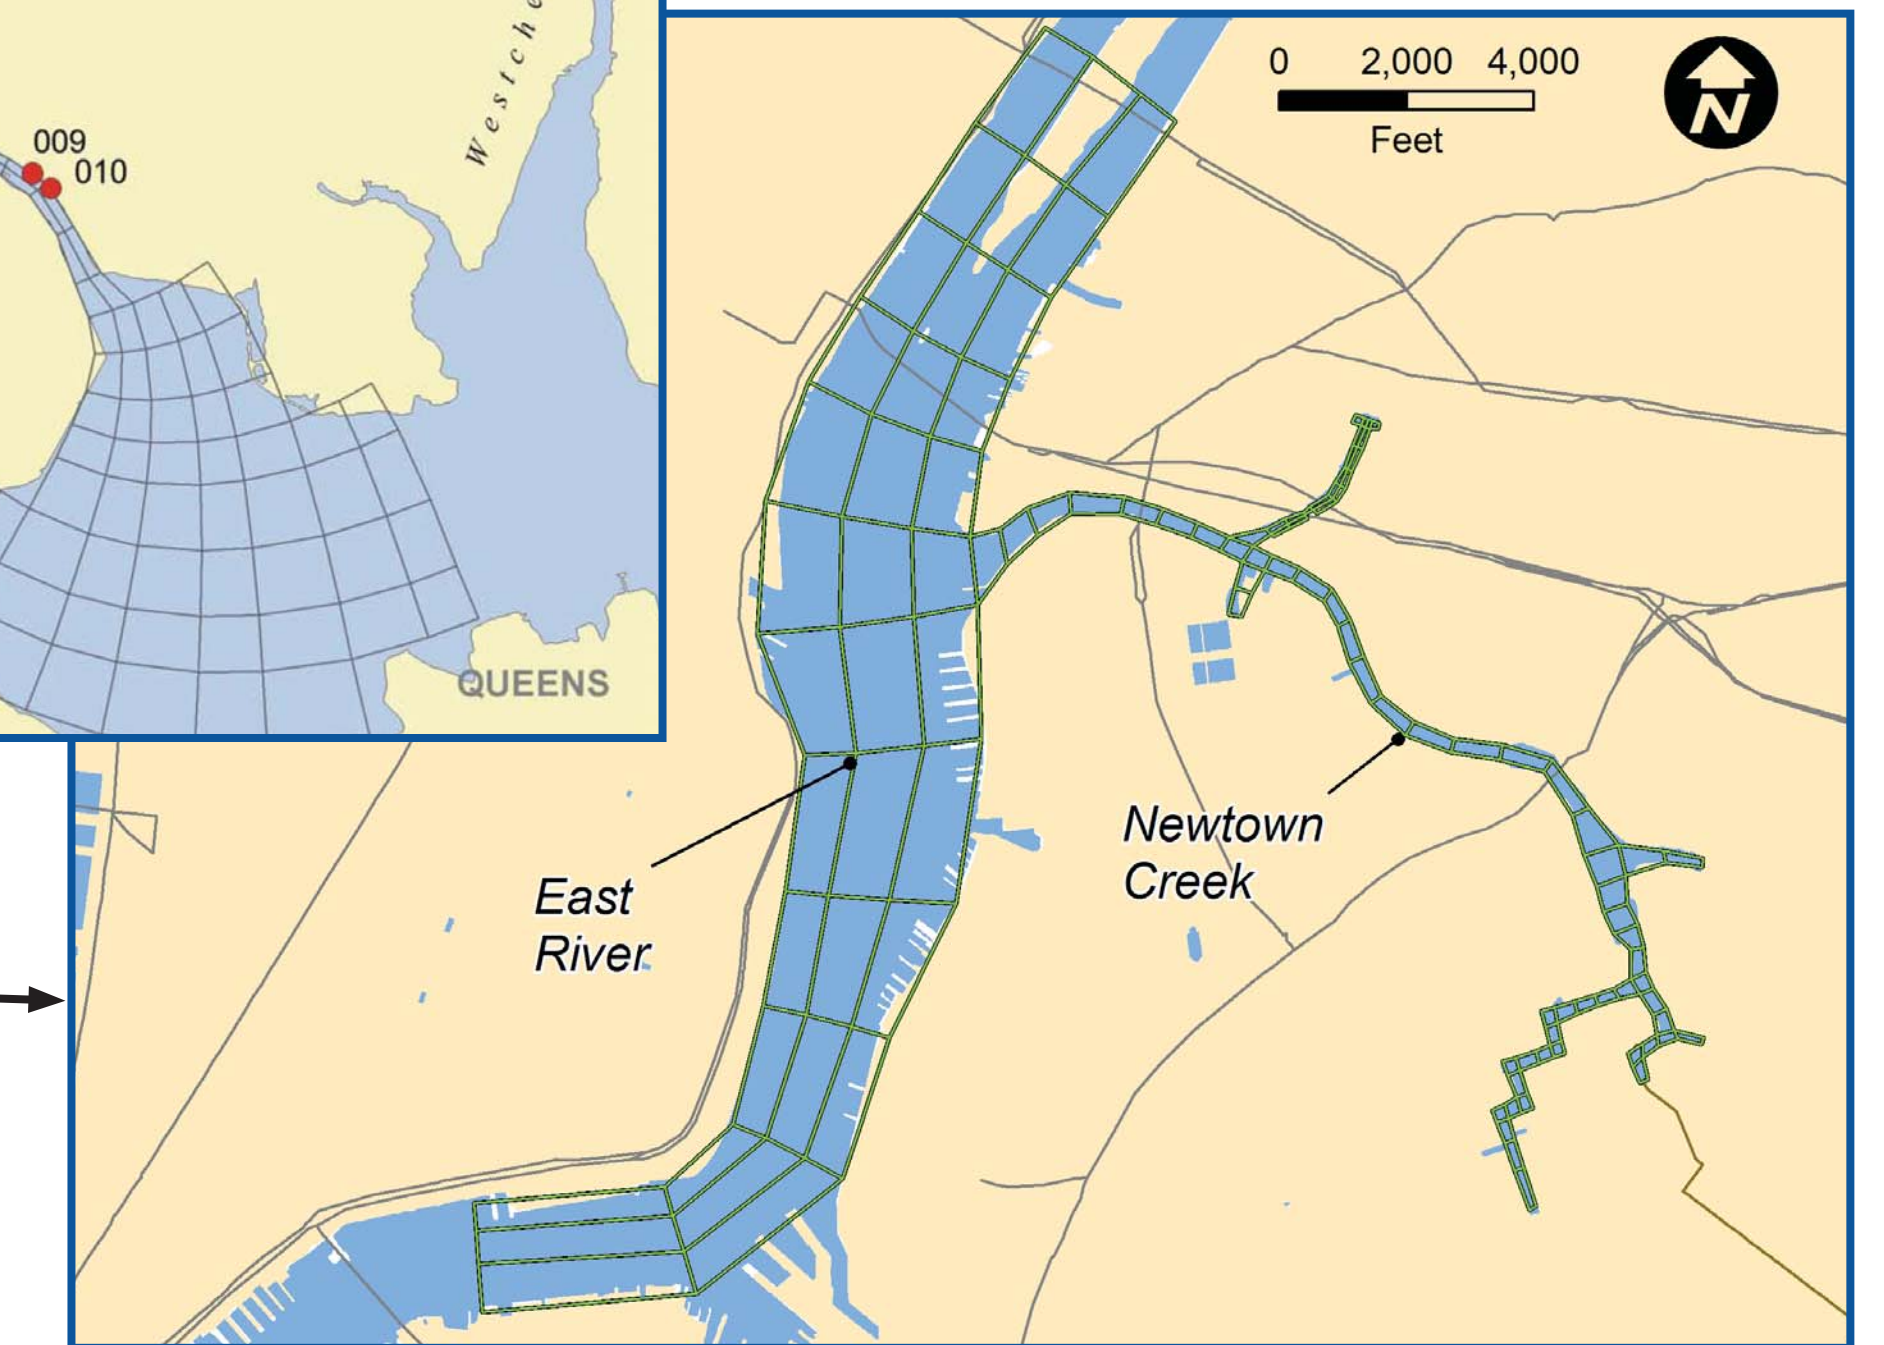 Westche
009
010
QUEENS
0 2,000 4,000
Feet
N
Newtown
Creek
East
River